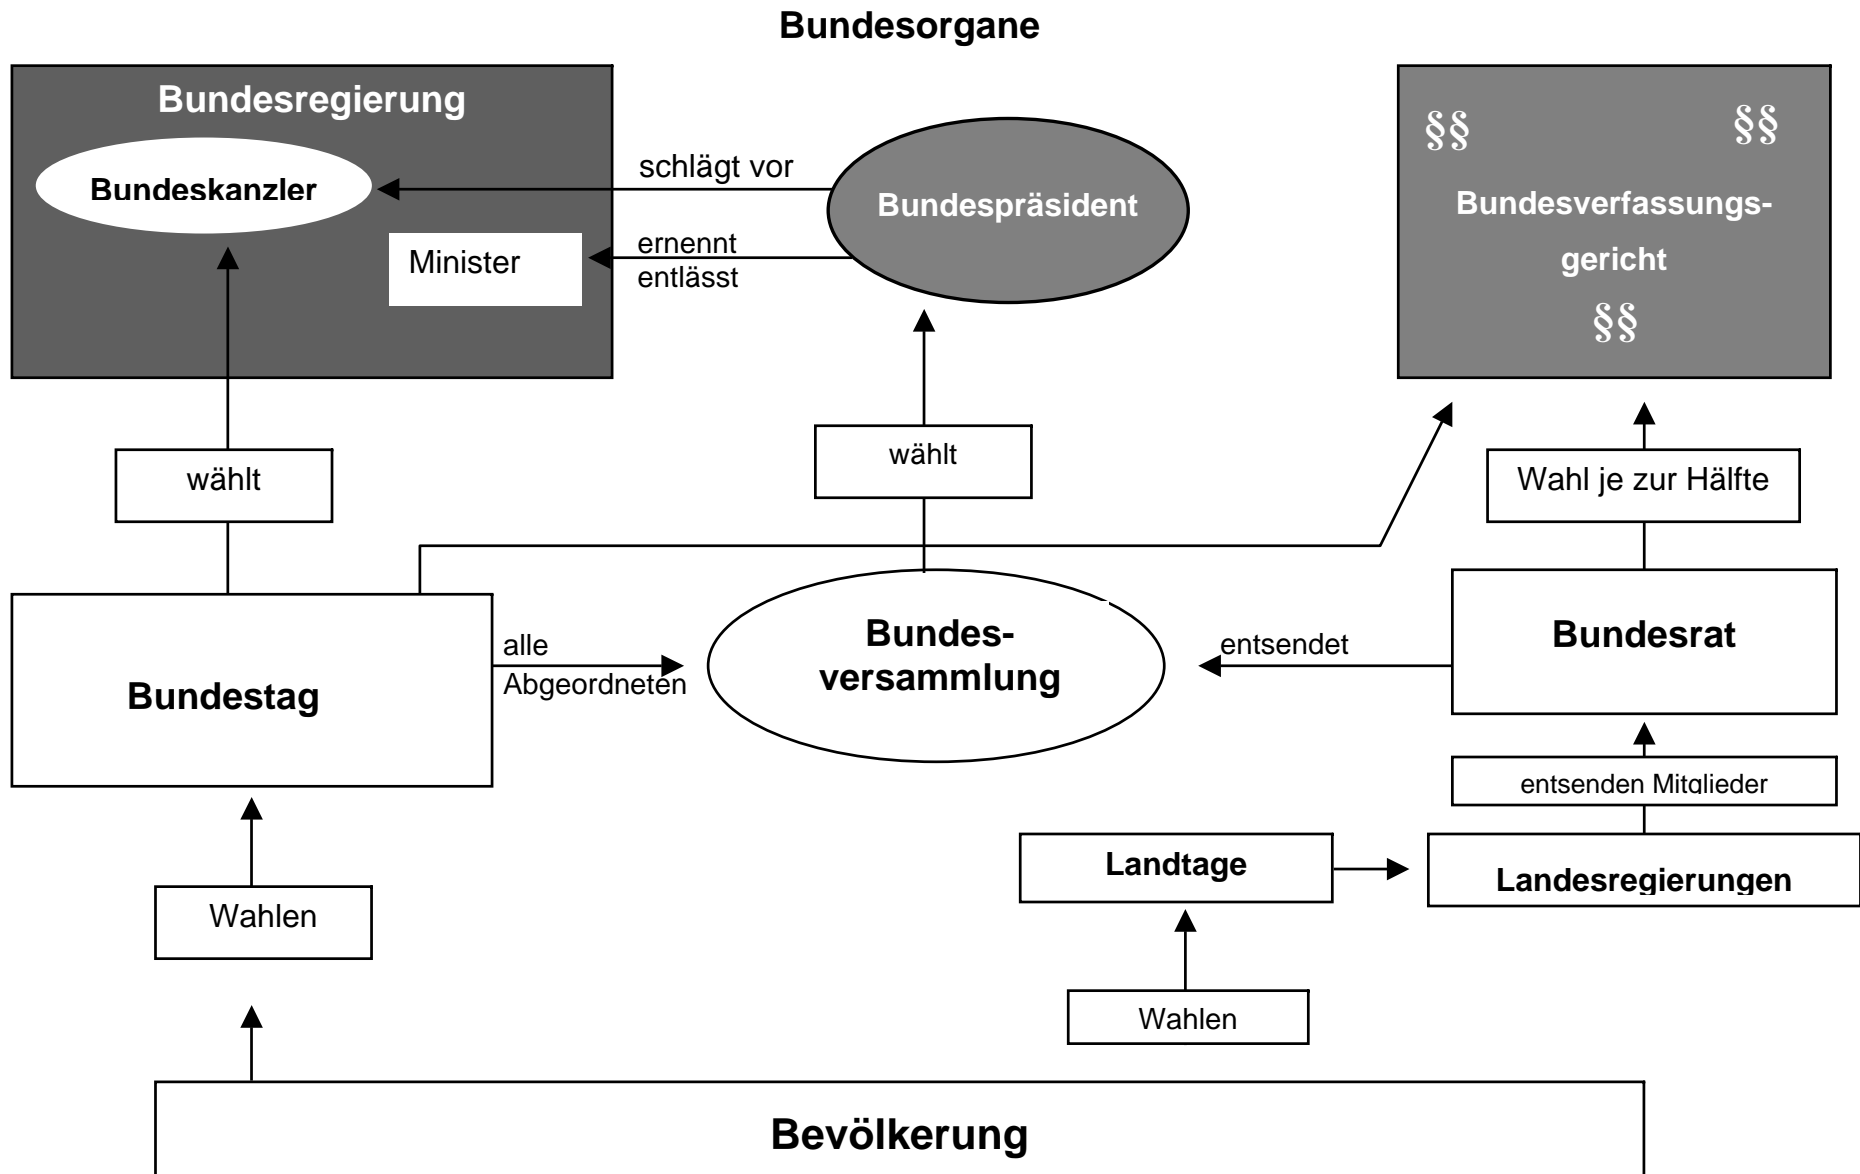 Bundesorgane
Bundesregierung
§§
§§
Bundeskanzler
schlägt vor
Bundespräsident
Bundesverfassungs-
gericht
§§
Minister
ernennt
entlässt
wählt
wählt
Wahl je zur Hälfte
Bundestag
alle
Abgeordneten
Bundes-
versammlung
entsendet
Bundesrat
entsenden Mitglieder
Landtage
Landesregierungen
Wahlen
Wahlen
Bevölkerung